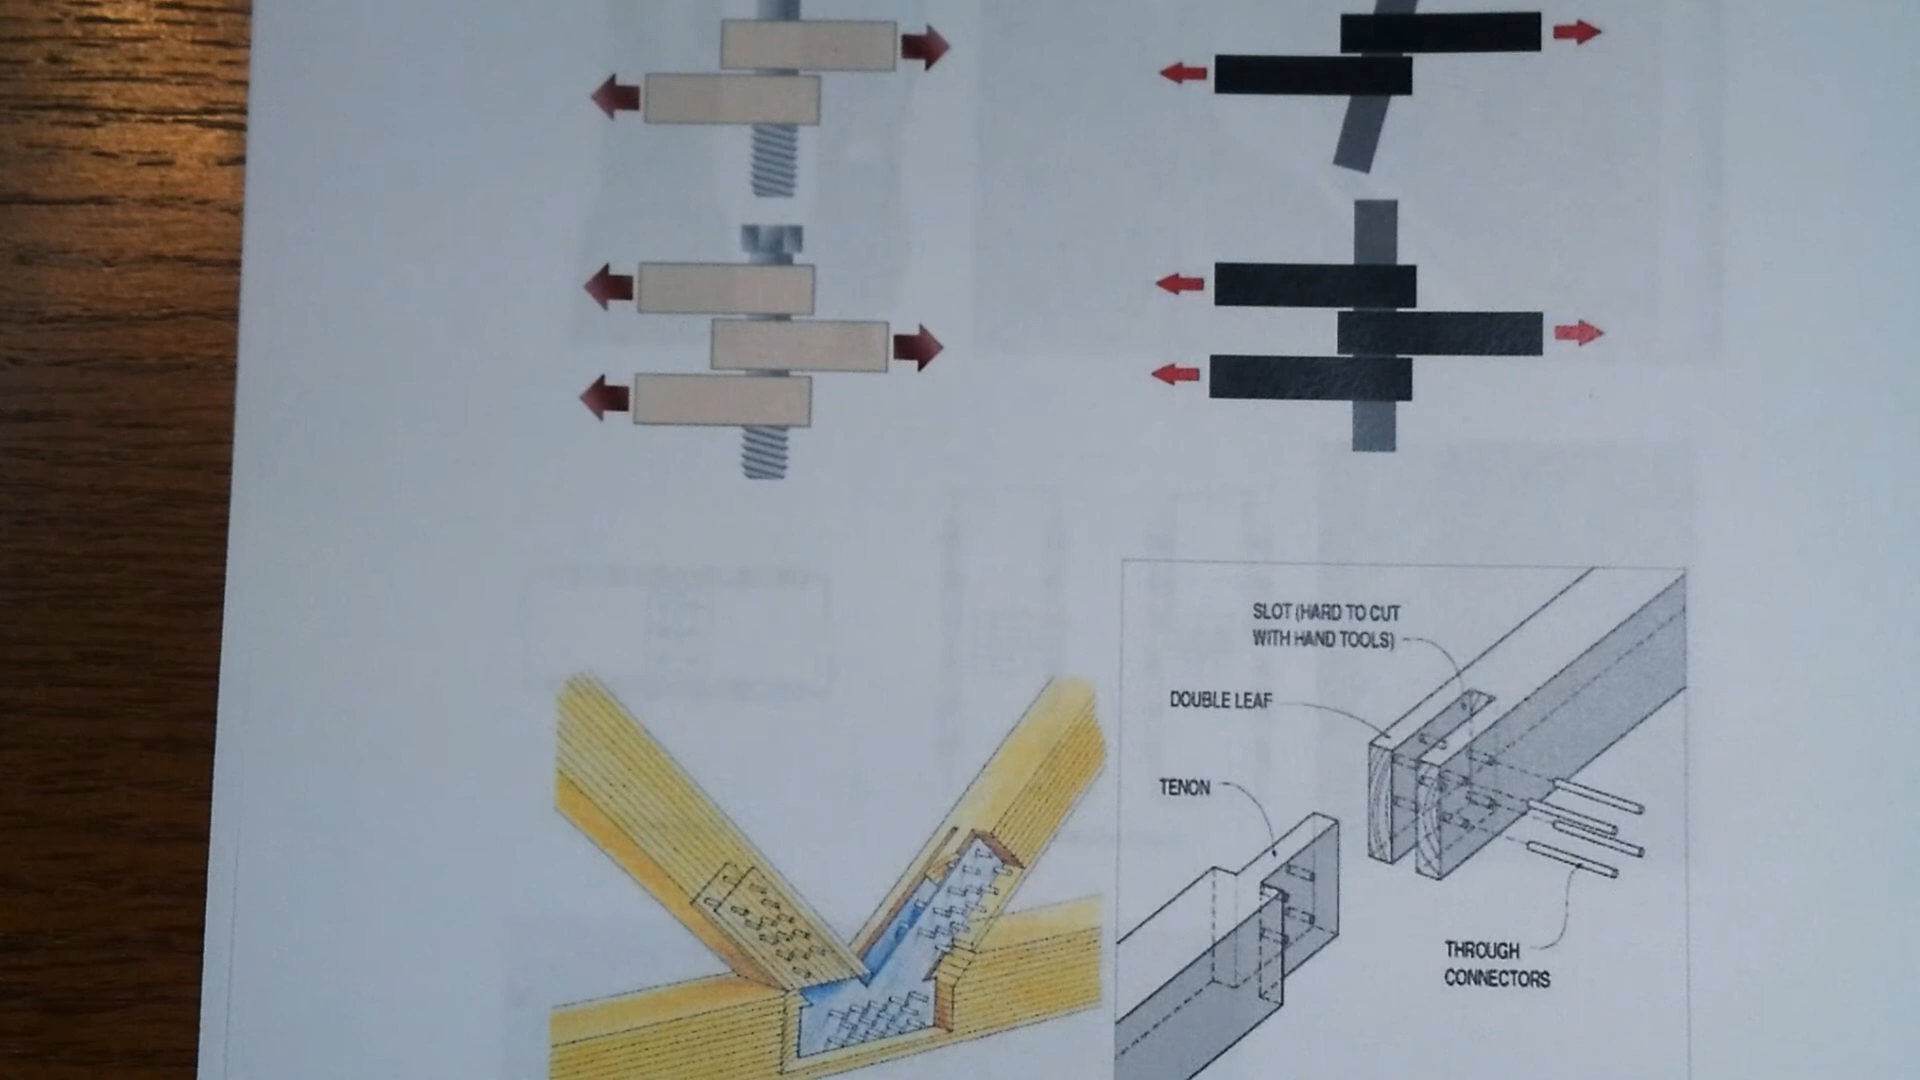 SLOT (HARD TO CUT
WITH HAND TOOLS)
DOUBLE LEAF
TENON
THROUGH
CONNECTORS